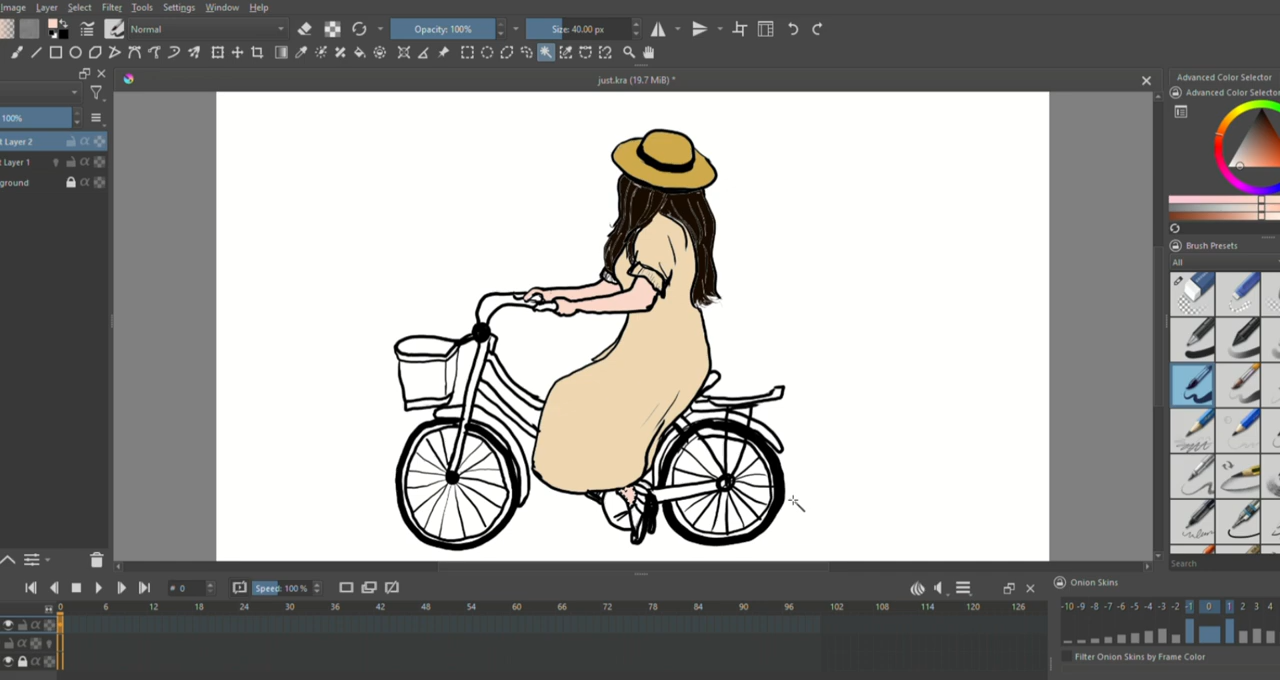 Image Layer Select Filter Tools Settings Window Help
Normal Opacity: 100% Size: 40.00 px
just.kra (19.7 MiB) *
Advanced Color Selector
Advanced Color Selector
100%
t Layer 2
t Layer 1
ground
Brush Presets
All
Search
# 0 Speed: 100 %
Onion Skins
0 6 12 18 24 30 36 42 48 54 60 66 72 78 84 90 96 102 108 114 120 126
-10 -9 -8 -7 -6 -5 -4 -3 -2 -1 0 1 2 3 4
Filter Onion Skins by Frame Color